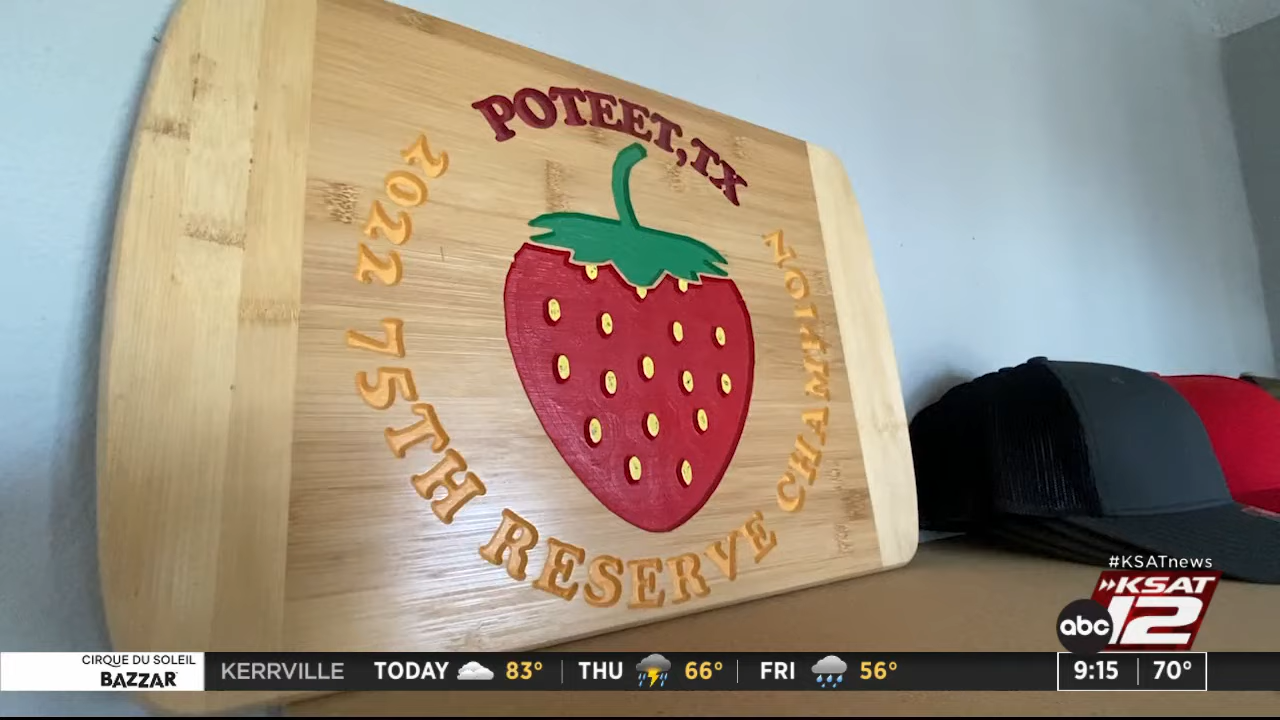 POTEET, TX
2022 75TH RESERVE CHAMPION
#KSATnews
KSAT
abc 12
CIRQUE DU SOLEIL
BAZZAR
KERRVILLE TODAY 83° THU 66° FRI 56°
9:15 70°